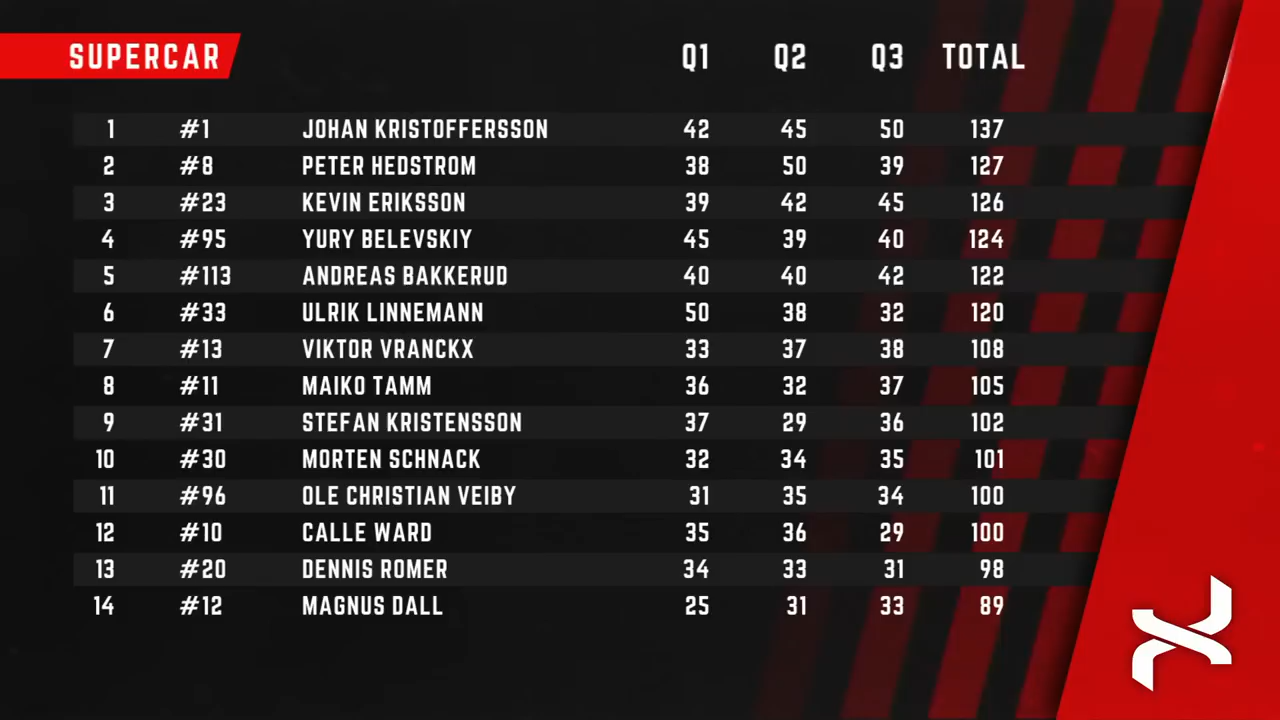 SUPERCAR Q1 Q2 Q3 TOTAL
1 #1 JOHAN KRISTOFFERSSON 42 45 50 137
2 #8 PETER HEDSTROM 38 50 39 127
3 #23 KEVIN ERIKSSON 39 42 45 126
4 #95 YURY BELEVSKIY 45 39 40 124
5 #113 ANDREAS BAKKERUD 40 40 42 122
6 #33 ULRIK LINNEMANN 50 38 32 120
7 #13 VIKTOR VRANCKX 33 37 38 108
8 #11 MAIKO TAMM 36 32 37 105
9 #31 STEFAN KRISTENSSON 37 29 36 102
10 #30 MORTEN SCHNACK 32 34 35 101
11 #96 OLE CHRISTIAN VEIBY 31 35 34 100
12 #10 CALLE WARD 35 36 29 100
13 #20 DENNIS ROMER 34 33 31 98
14 #12 MAGNUS DALL 25 31 33 89